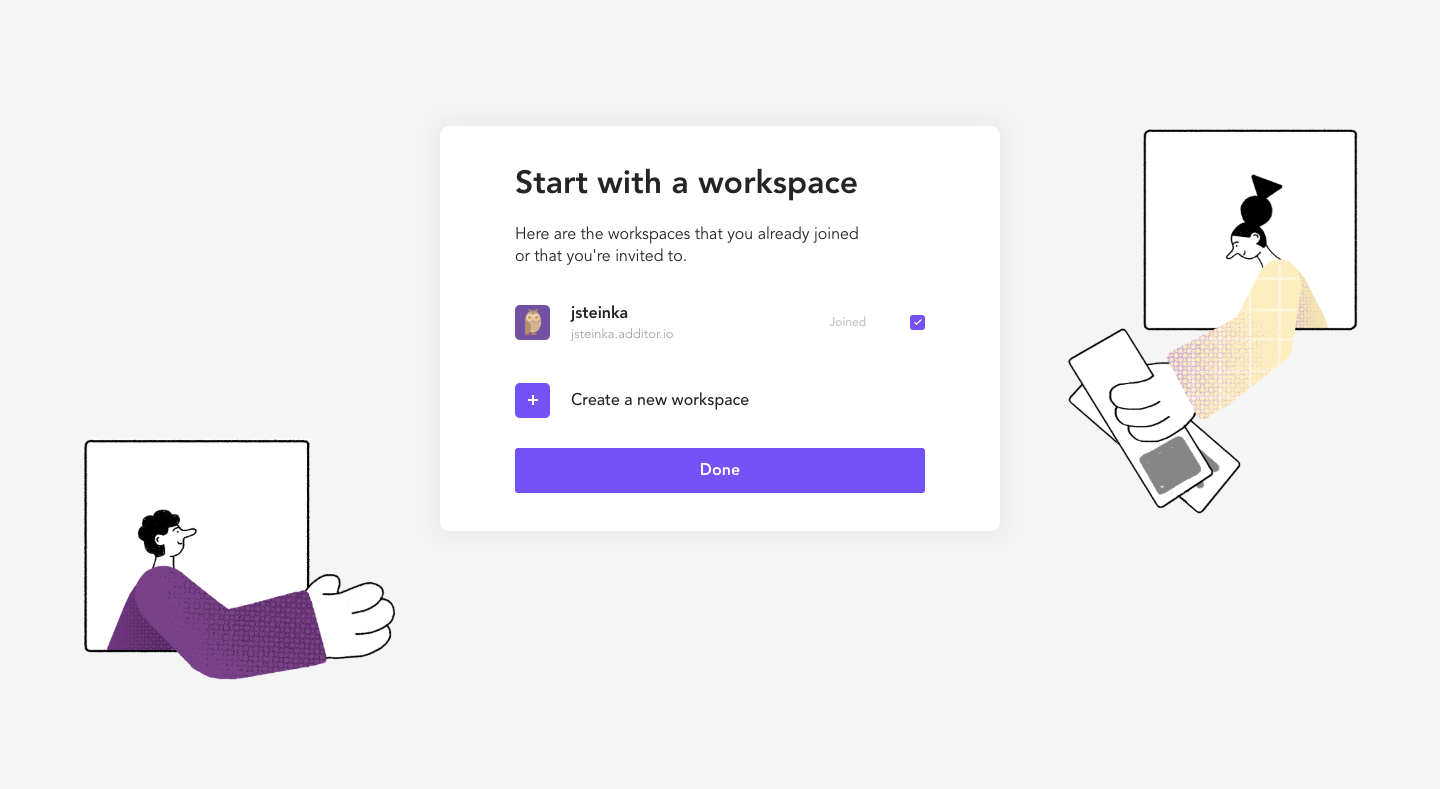 Start with a workspace
Here are the workspaces that you already joined
or that you're invited to.
jsteinka
jsteinka.additor.io
Joined
Create a new workspace
Done